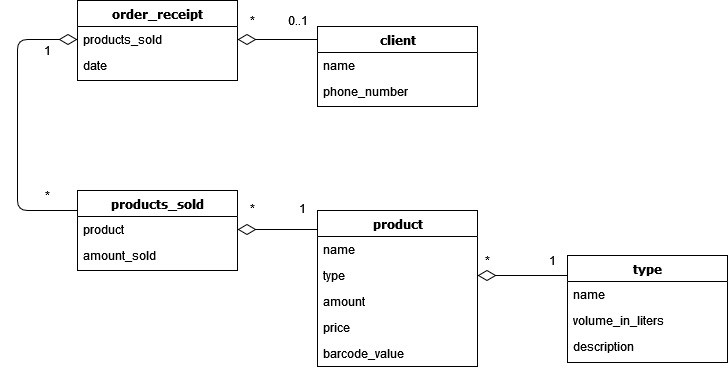 order_receipt
products_sold
date
1
*
0..1
client
name
phone_number
*
products_sold
product
amount_sold
*
1
product
name
type
amount
price
barcode_value
*
1
type
name
volume_in_liters
description